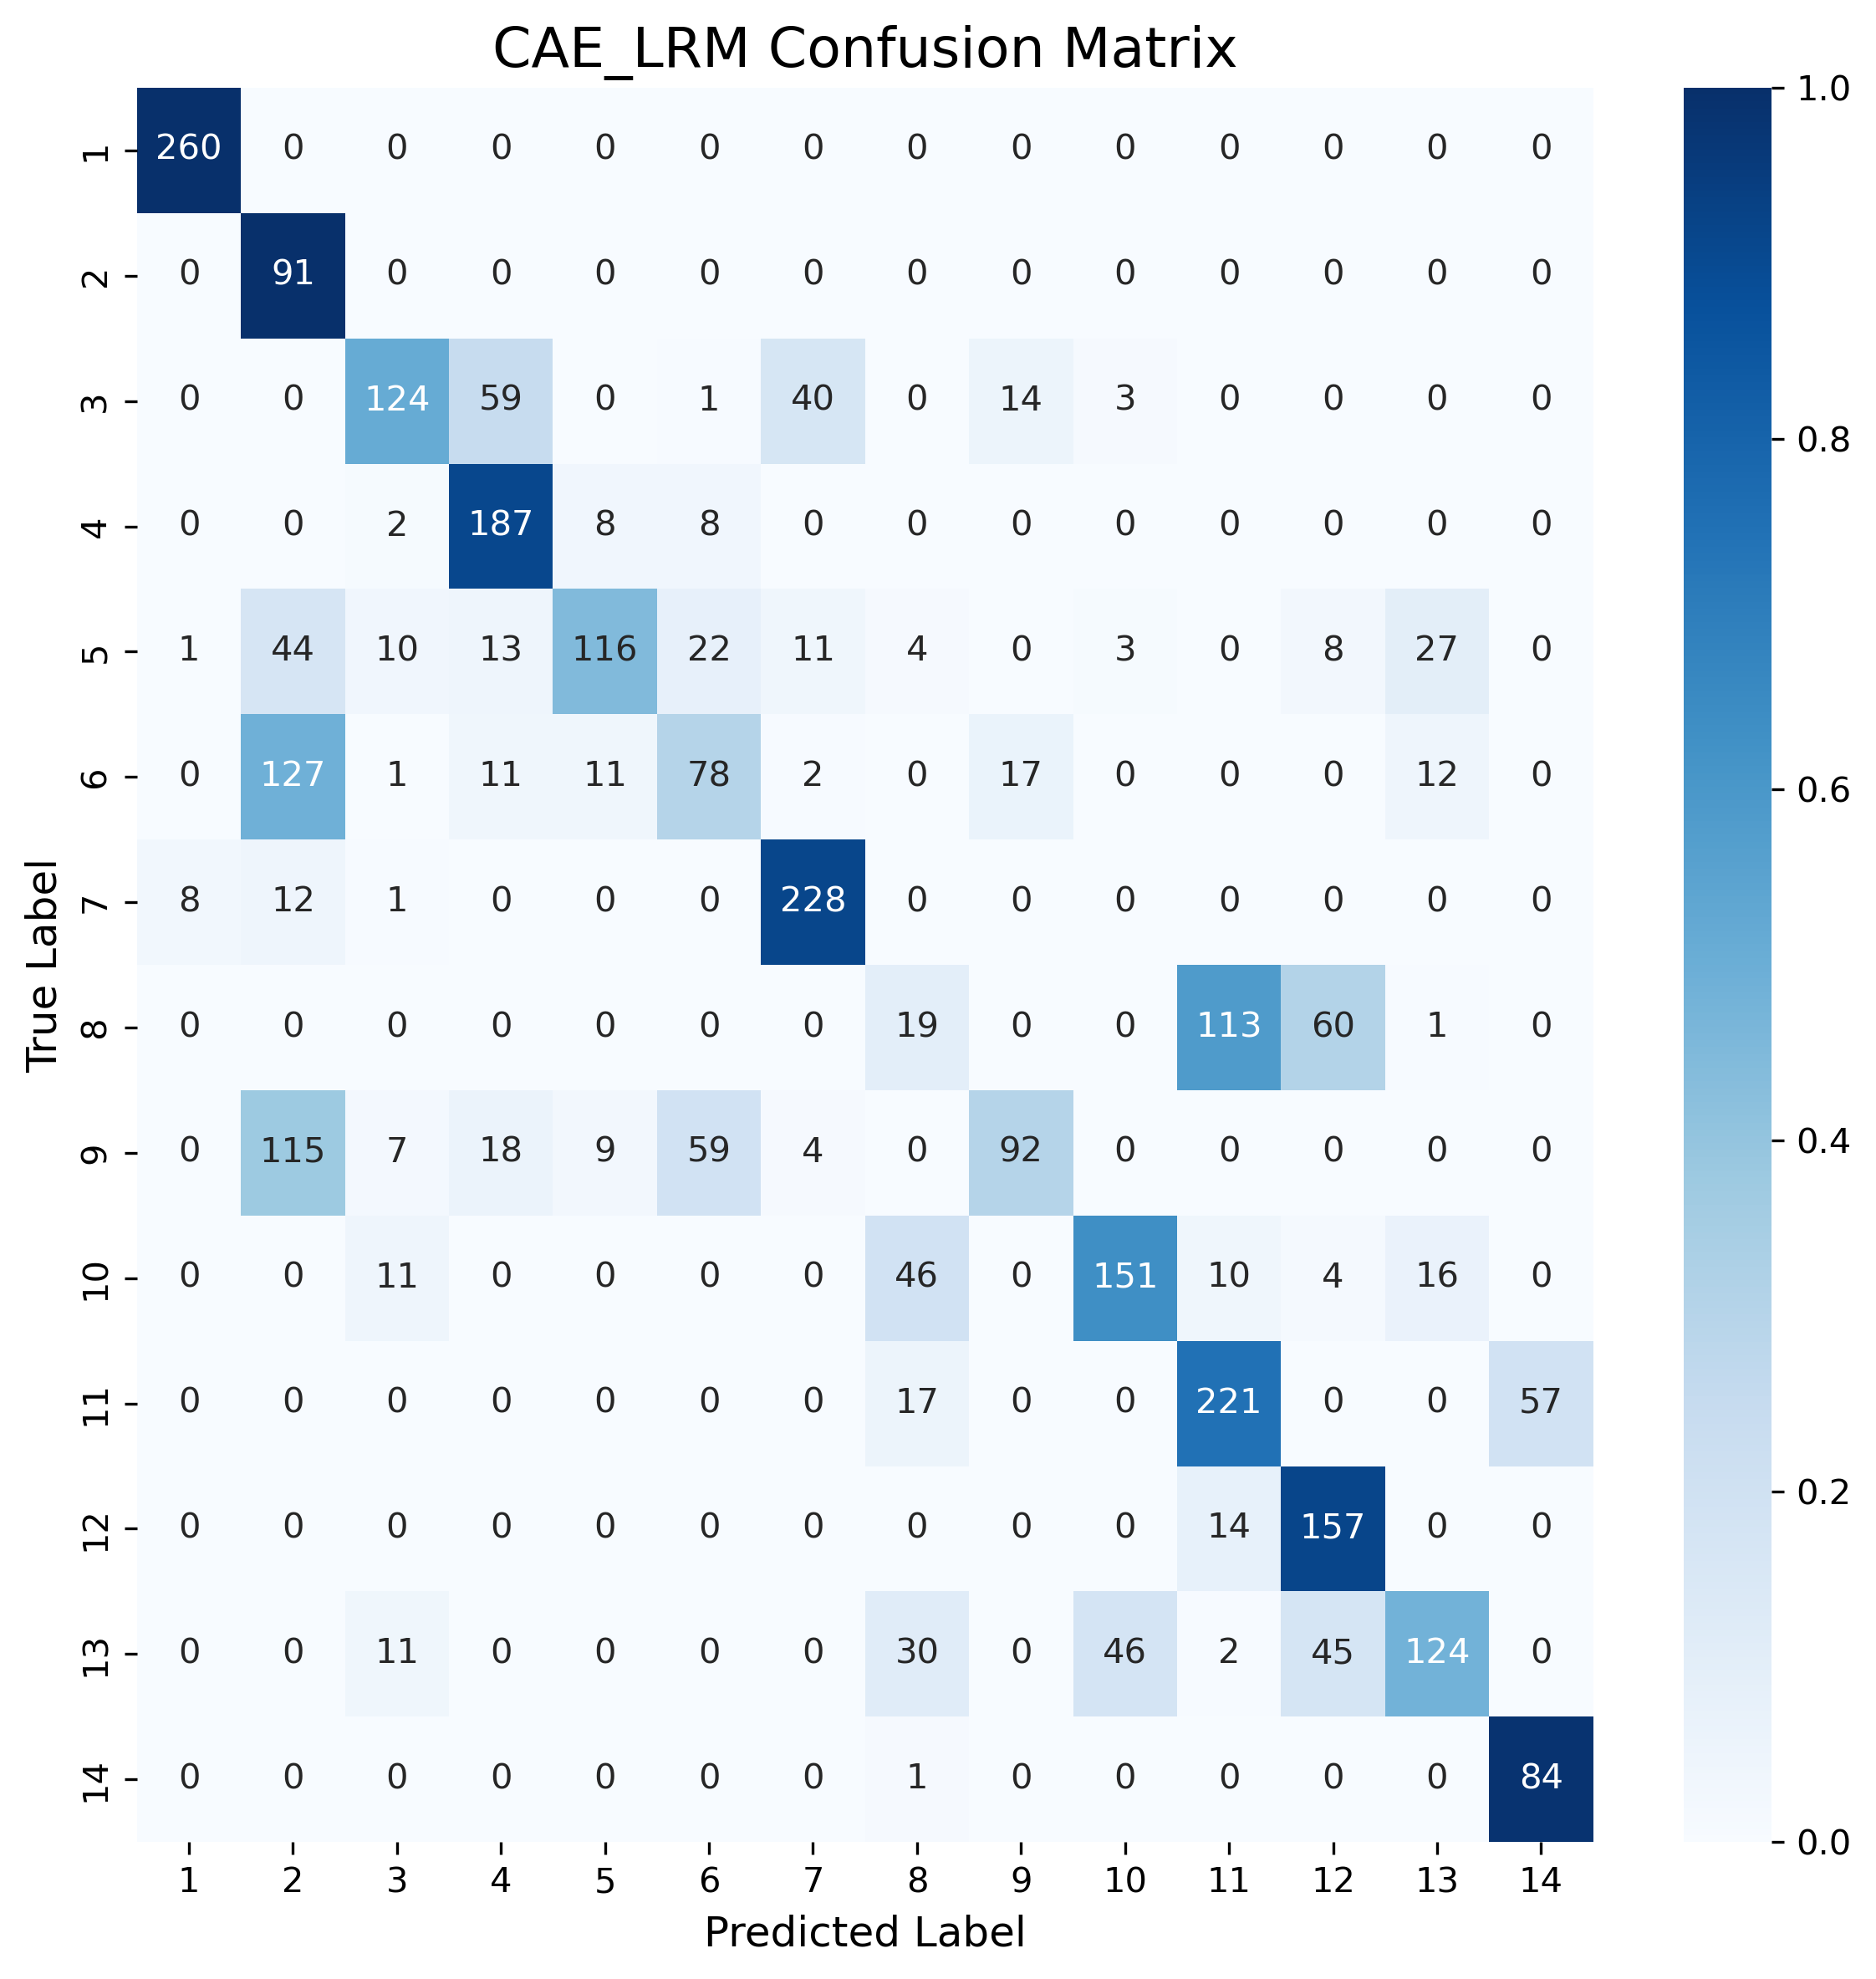 CAE_LRM Confusion Matrix
1 260 0 0 0 0 0 0 0 0 0 0 0 0 0
2 0 91 0 0 0 0 0 0 0 0 0 0 0 0
3 0 0 124 59 0 1 40 0 14 3 0 0 0 0
4 0 0 2 187 8 8 0 0 0 0 0 0 0 0
5 1 44 10 13 116 22 11 4 0 3 0 8 27 0
6 0 127 1 11 11 78 2 0 17 0 0 0 12 0
7 8 12 1 0 0 0 228 0 0 0 0 0 0 0
8 0 0 0 0 0 0 0 19 0 0 113 60 1 0
9 0 115 7 18 9 59 4 0 92 0 0 0 0 0
10 0 0 11 0 0 0 0 46 0 151 10 4 16 0
11 0 0 0 0 0 0 0 17 0 0 221 0 0 57
12 0 0 0 0 0 0 0 0 0 0 14 157 0 0
13 0 0 11 0 0 0 0 30 0 46 2 45 124 0
14 0 0 0 0 0 0 0 1 0 0 0 0 0 84
1 2 3 4 5 6 7 8 9 10 11 12 13 14
Predicted Label
True Label
1.0
0.8
0.6
0.4
0.2
0.0